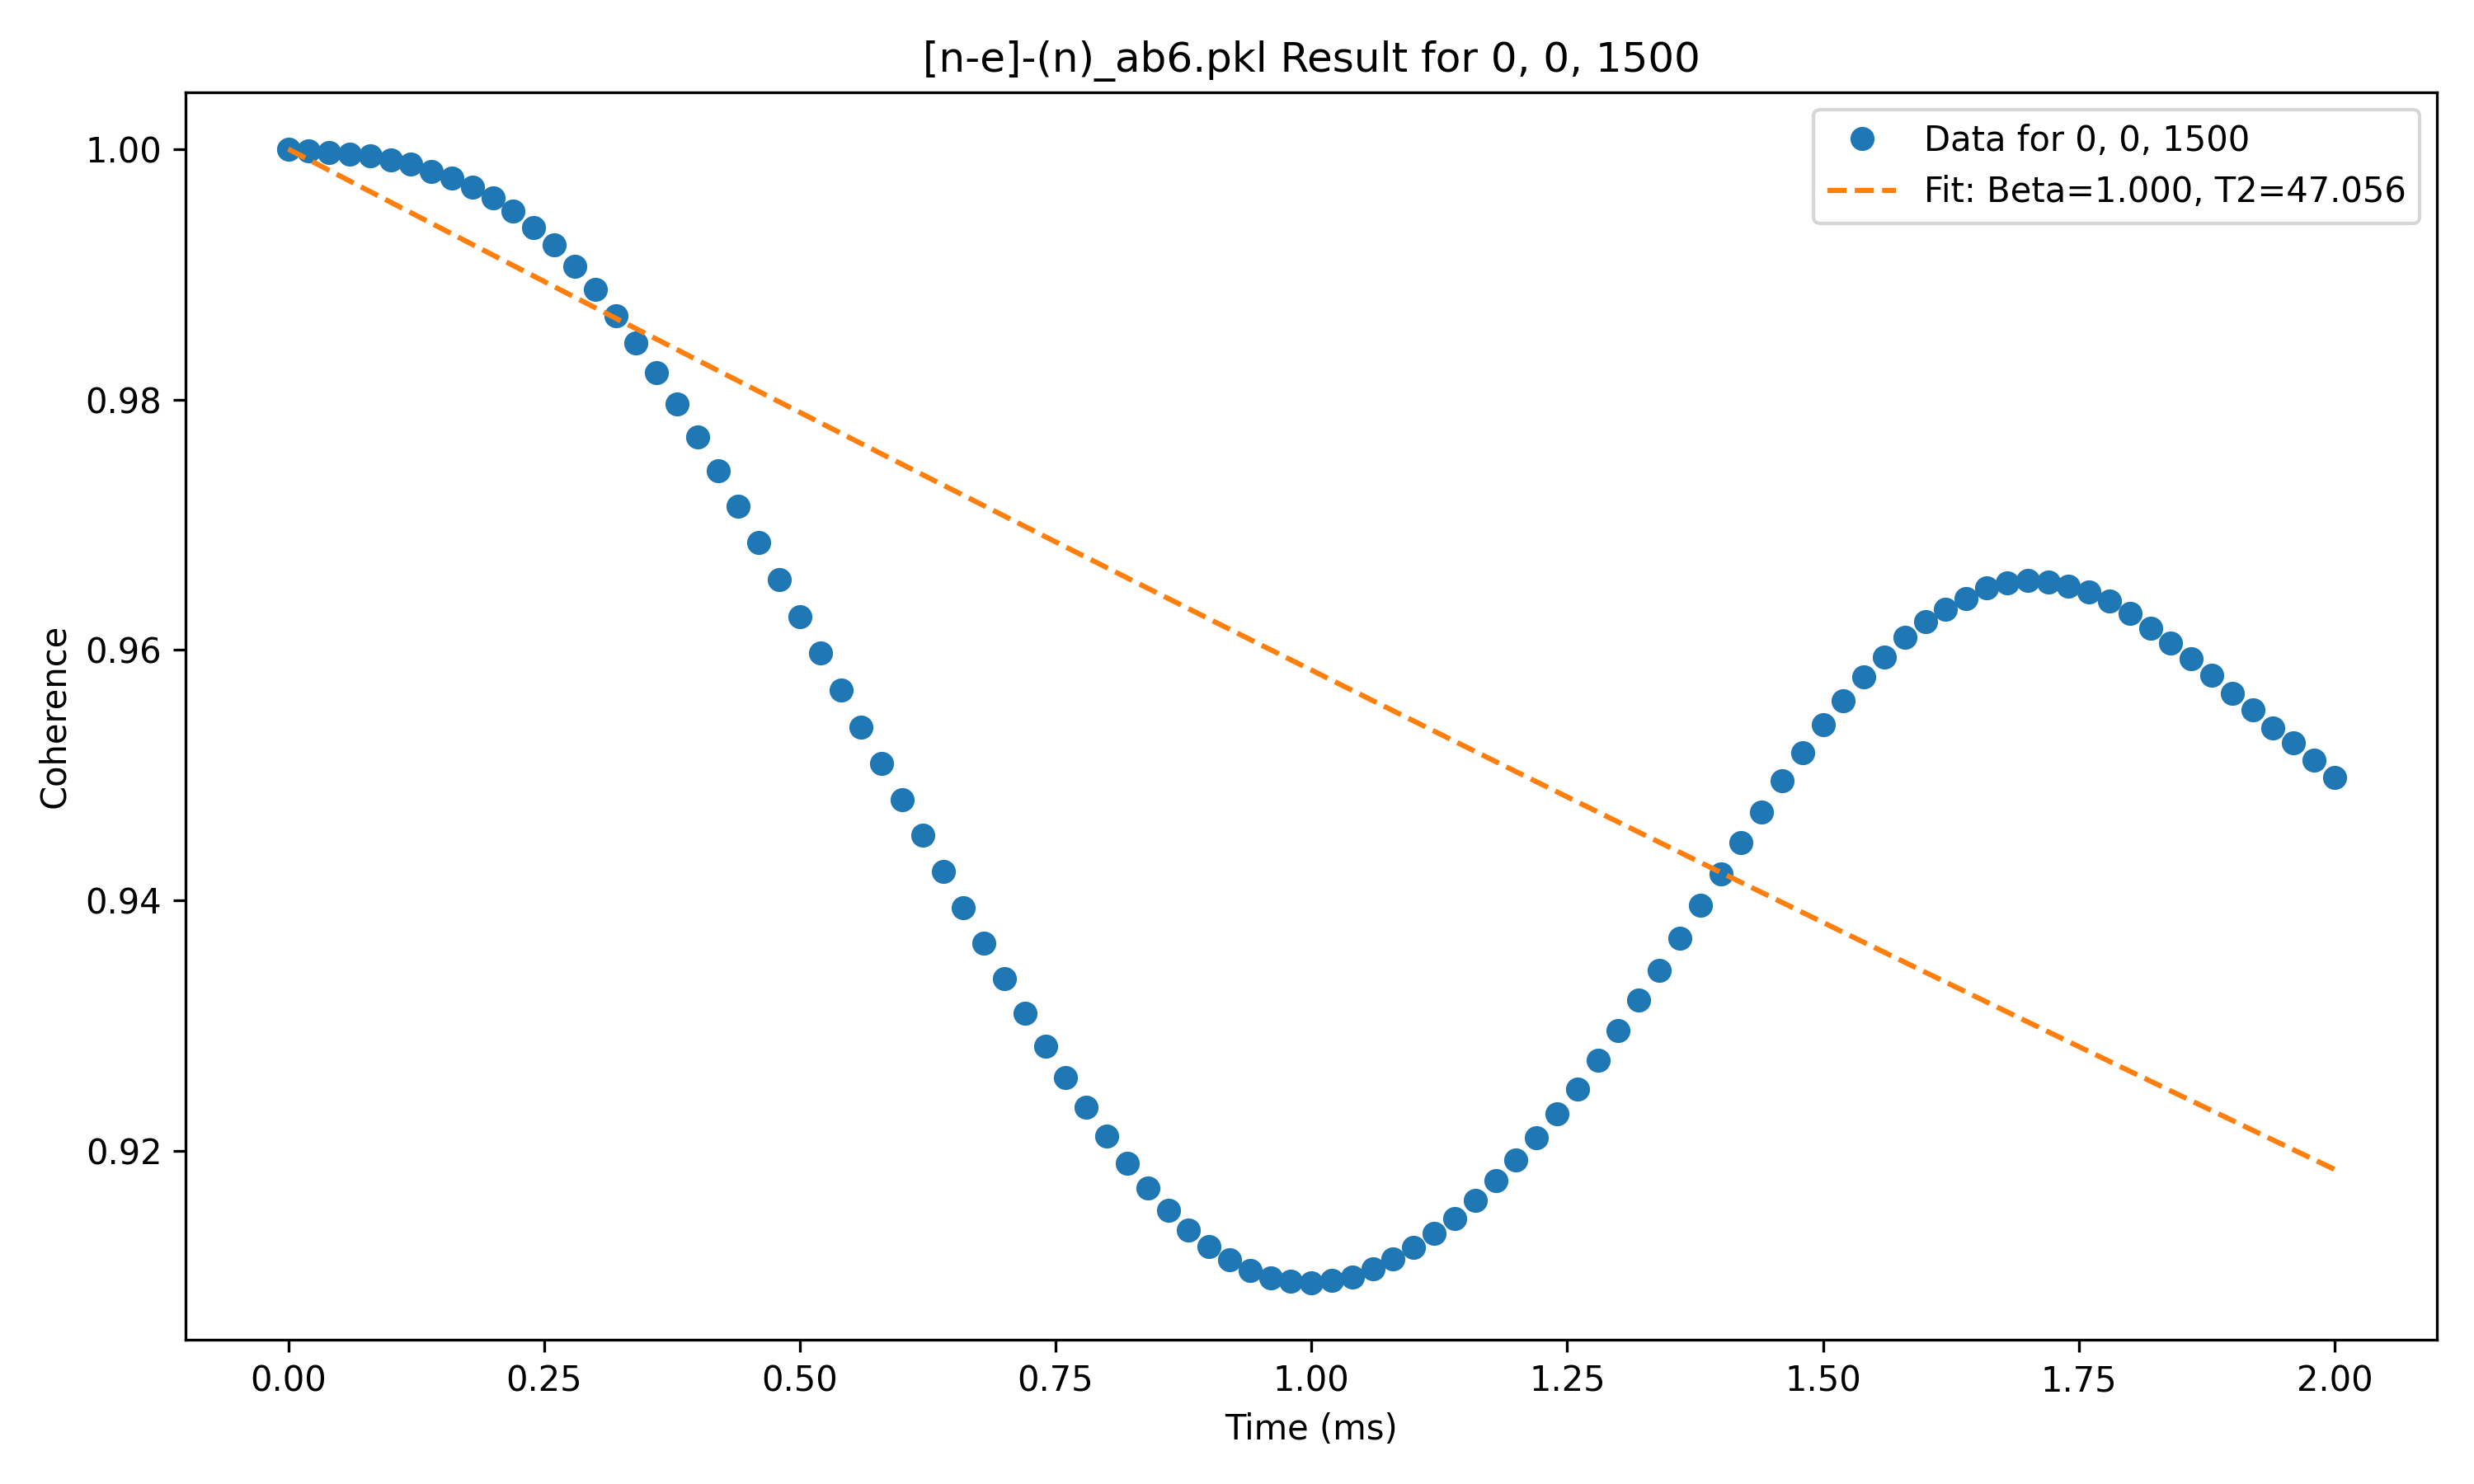 [n-e]-(n)_ab6.pkl Result for 0, 0, 1500
Data for 0, 0, 1500
Fit: Beta=1.000, T2=47.056
Coherence
1.00
0.98
0.96
0.94
0.92
0.00 0.25 0.50 0.75 1.00 1.25 1.50 1.75 2.00
Time (ms)